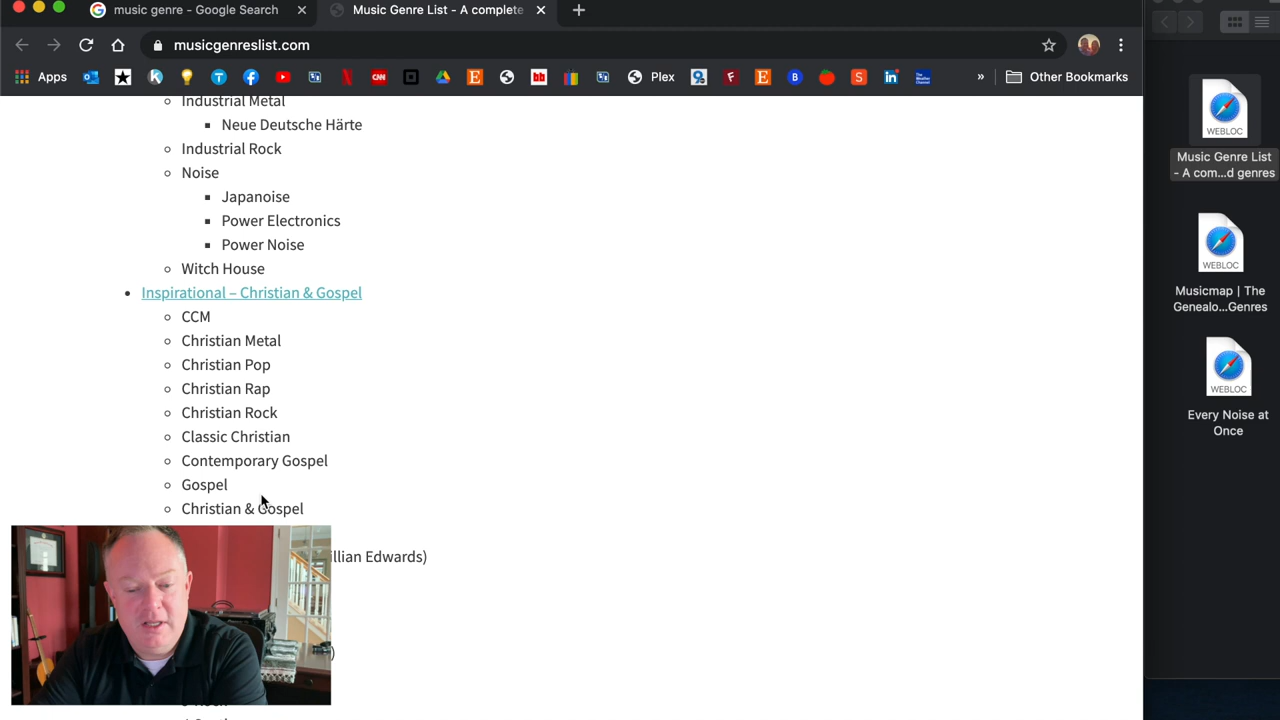 music genre - Google Search
Music Genre List - A complete
musicgenreslist.com
Apps
CNN
bb
Plex
Other Bookmarks
Industrial Metal
Neue Deutsche Härte
Industrial Rock
Noise
Japanoise
Power Electronics
Power Noise
Witch House
Inspirational – Christian & Gospel
CCM
Christian Metal
Christian Pop
Christian Rap
Christian Rock
Classic Christian
Contemporary Gospel
Gospel
Christian & Gospel
illian Edwards)
)
WEBLOC
Music Genre List
- A com...d genres
WEBLOC
Musicmap | The
Genealo...Genres
WEBLOC
Every Noise at
Once